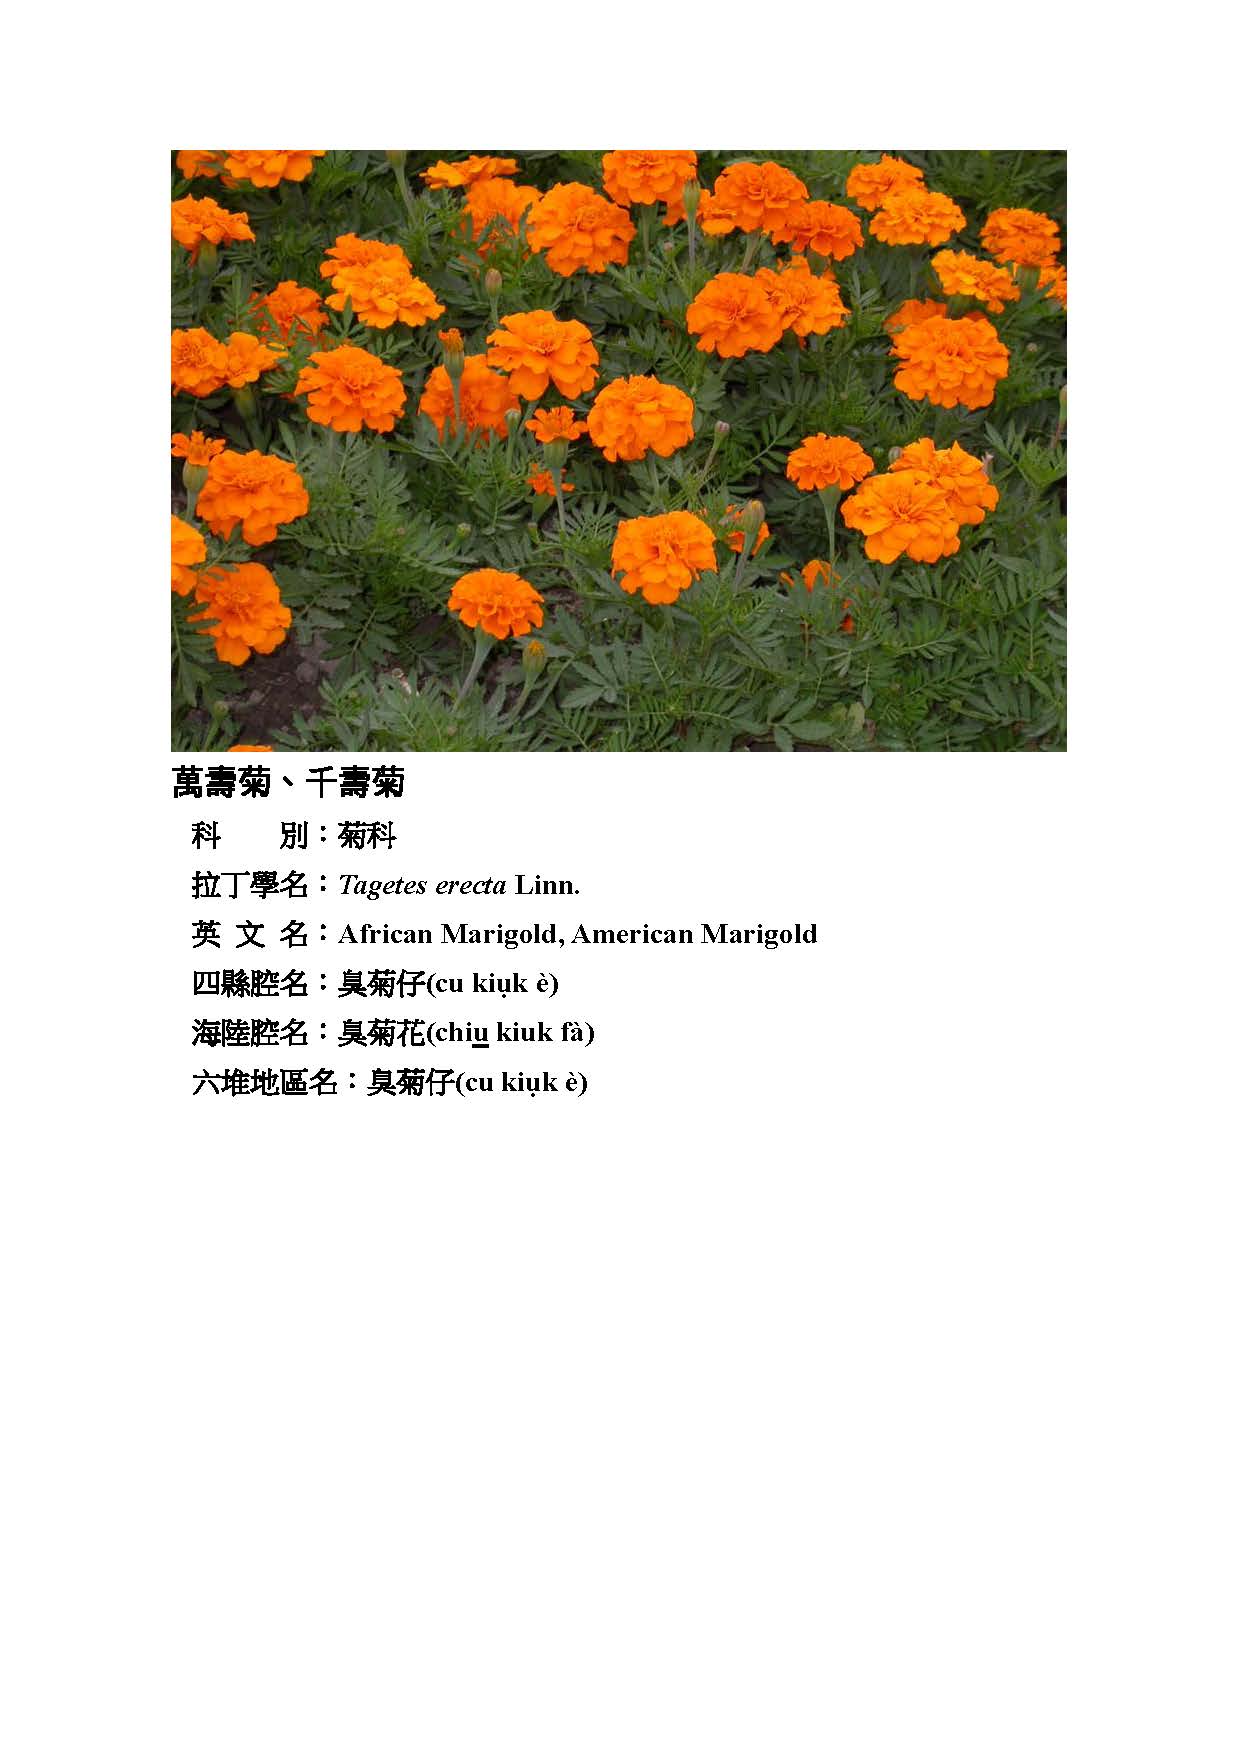 萬壽菊、千壽菊
科　　別：菊科
拉丁學名：Tagetes erecta Linn.
英 文 名：African Marigold, American Marigold
四縣腔名：臭菊仔(cu kiụk è)
海陸腔名：臭菊花(chiu̲ kiuk fà)
六堆地區名：臭菊仔(cu kiụk è)